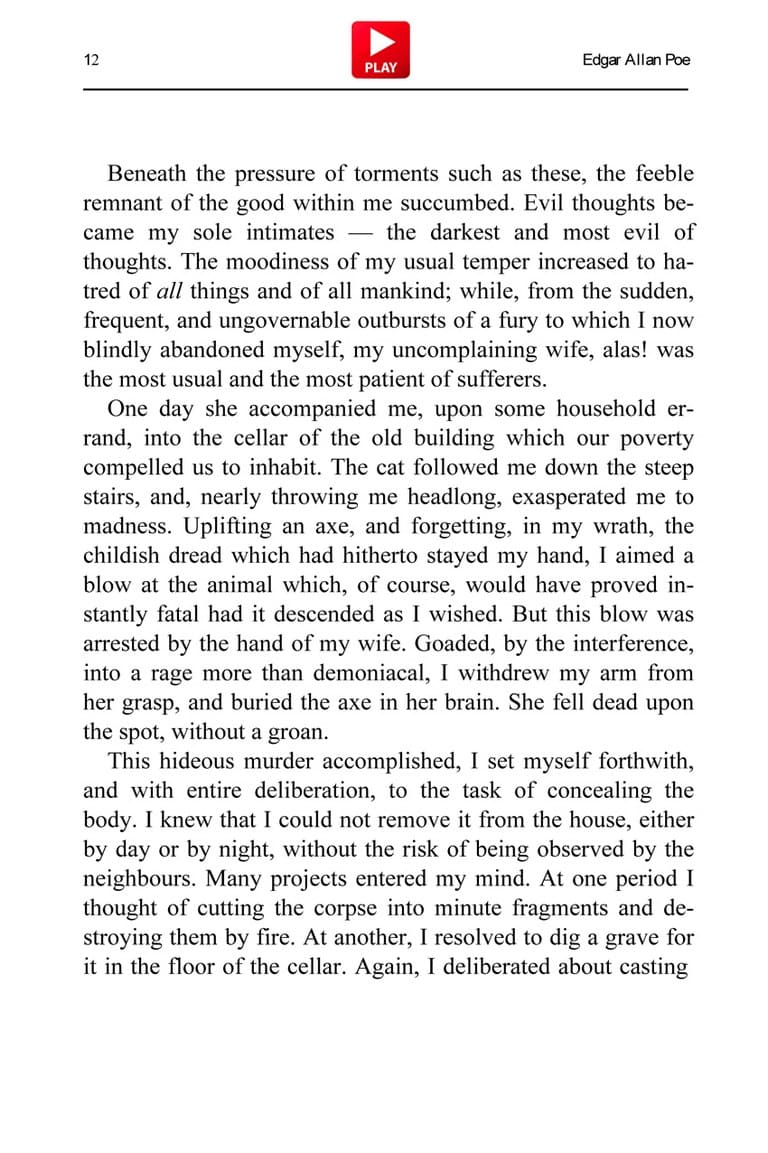 12
PLAY
Edgar Allan Poe
Beneath the pressure of torments such as these, the feeble
remnant of the good within me succumbed. Evil thoughts be-
came my sole intimates — the darkest and most evil of
thoughts. The moodiness of my usual temper increased to ha-
tred of all things and of all mankind; while, from the sudden,
frequent, and ungovernable outbursts of a fury to which I now
blindly abandoned myself, my uncomplaining wife, alas! was
the most usual and the most patient of sufferers.
One day she accompanied me, upon some household er-
rand, into the cellar of the old building which our poverty
compelled us to inhabit. The cat followed me down the steep
stairs, and, nearly throwing me headlong, exasperated me to
madness. Uplifting an axe, and forgetting, in my wrath, the
childish dread which had hitherto stayed my hand, I aimed a
blow at the animal which, of course, would have proved in-
stantly fatal had it descended as I wished. But this blow was
arrested by the hand of my wife. Goaded, by the interference,
into a rage more than demoniacal, I withdrew my arm from
her grasp, and buried the axe in her brain. She fell dead upon
the spot, without a groan.
This hideous murder accomplished, I set myself forthwith,
and with entire deliberation, to the task of concealing the
body. I knew that I could not remove it from the house, either
by day or by night, without the risk of being observed by the
neighbours. Many projects entered my mind. At one period I
thought of cutting the corpse into minute fragments and de-
stroying them by fire. At another, I resolved to dig a grave for
it in the floor of the cellar. Again, I deliberated about casting